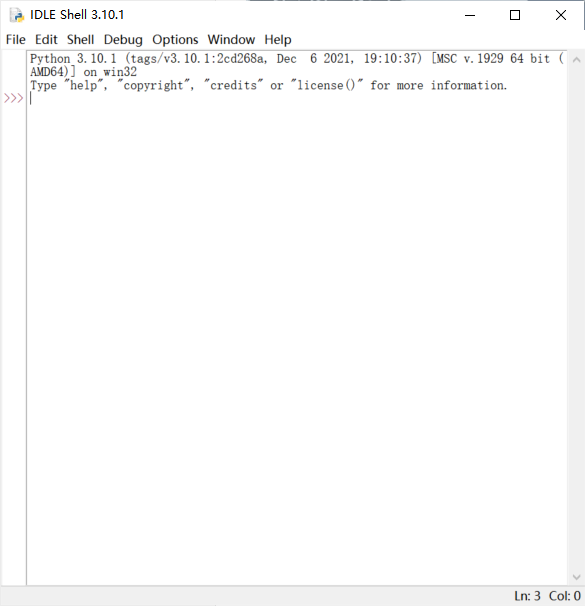 IDLE Shell 3.10.1
File Edit Shell Debug Options Window Help
Python 3.10.1 (tags/v3.10.1:2cd268a, Dec  6 2021, 19:10:37) [MSC v.1929 64 bit (
AMD64)] on win32
Type "help", "copyright", "credits" or "license()" for more information.
>>>
Ln: 3 Col: 0